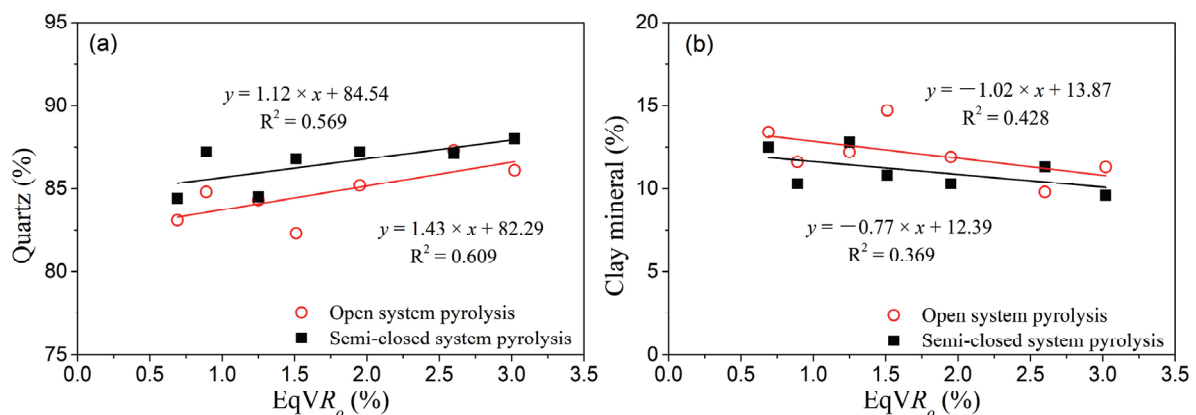 (a)
95
90
85
80
75
Quartz (%)
y = 1.12 × x + 84.54
R² = 0.569
y = 1.43 × x + 82.29
R² = 0.609
Open system pyrolysis
Semi-closed system pyrolysis
0.0 0.5 1.0 1.5 2.0 2.5 3.0 3.5
EqVRₒ (%)
(b)
20
15
10
5
0
Clay mineral (%)
y = −1.02 × x + 13.87
R² = 0.428
y = −0.77 × x + 12.39
R² = 0.369
Open system pyrolysis
Semi-closed system pyrolysis
0.0 0.5 1.0 1.5 2.0 2.5 3.0 3.5
EqVRₒ (%)